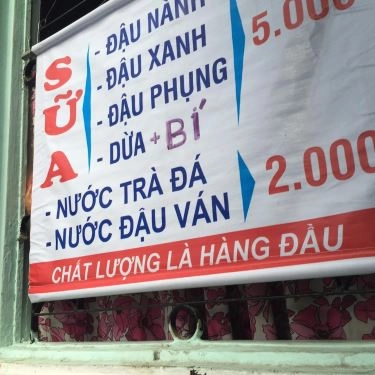 SỮA
- ĐẬU NÀNH
- ĐẬU XANH
- ĐẬU PHỤNG
- DỪA + BÍ
5.000
- NƯỚC TRÀ ĐÁ
- NƯỚC ĐẬU VÁN
2.000
CHẤT LƯỢNG LÀ HÀNG ĐẦU